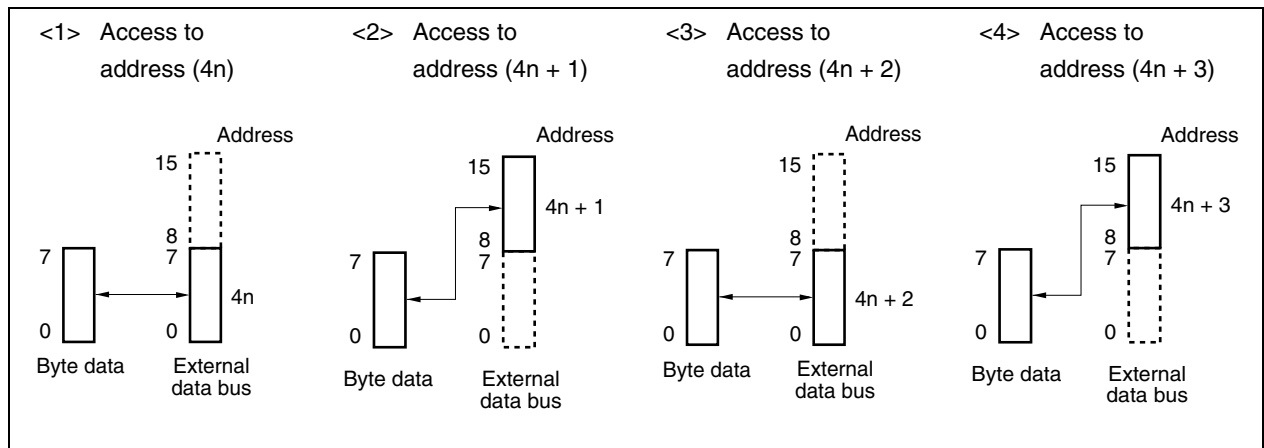 <1> Access to
address (4n)
Address
15
8
7
7
4n
0
0
Byte data
External
data bus
<2> Access to
address (4n + 1)
Address
15
4n + 1
8
7
7
0
0
Byte data
External
data bus
<3> Access to
address (4n + 2)
Address
15
8
7
7
4n + 2
0
0
Byte data
External
data bus
<4> Access to
address (4n + 3)
Address
15
4n + 3
8
7
7
0
0
Byte data
External
data bus